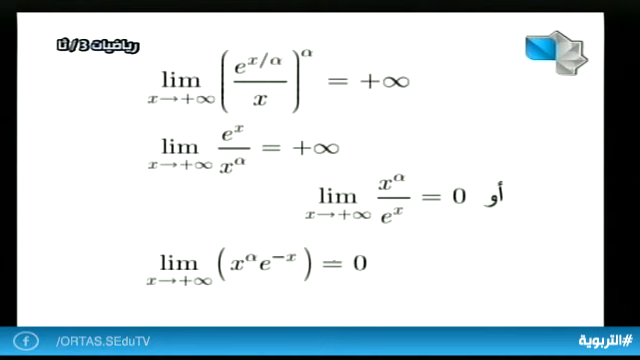 رياضيات 3/ثا
lim_{x→+∞} (e^{x/α}/x)^α = +∞
lim_{x→+∞} e^x/x^α = +∞
lim_{x→+∞} x^α/e^x = 0 أو
lim_{x→+∞} (x^α e^{-x}) = 0
/ORTAS.SEduTV
#التربوية